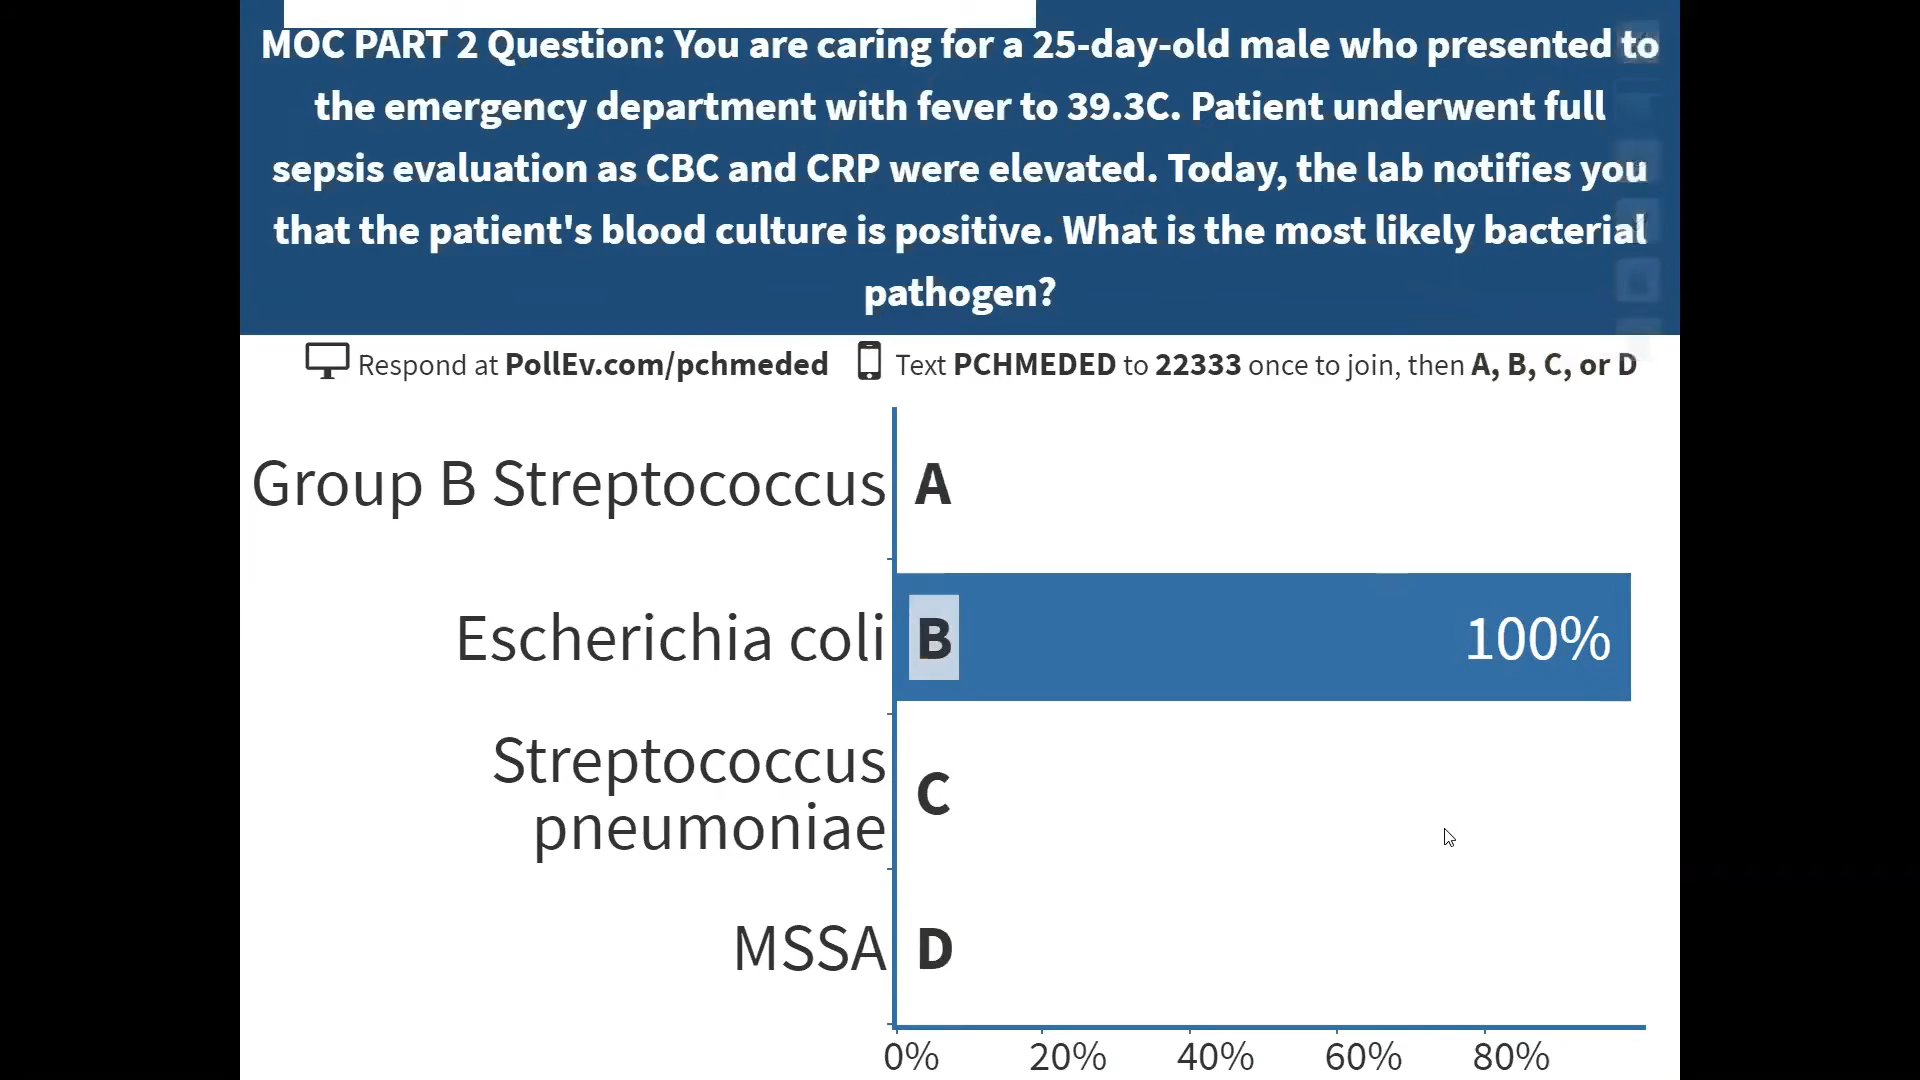 MOC PART 2 Question: You are caring for a 25-day-old male who presented to
the emergency department with fever to 39.3C. Patient underwent full
sepsis evaluation as CBC and CRP were elevated. Today, the lab notifies you
that the patient's blood culture is positive. What is the most likely bacterial
pathogen?
Respond at PollEv.com/pchmeded Text PCHMEDED to 22333 once to join, then A, B, C, or D
Group B Streptococcus A
Escherichia coli B 100%
Streptococcus
pneumoniae C
MSSA D
0% 20% 40% 60% 80%